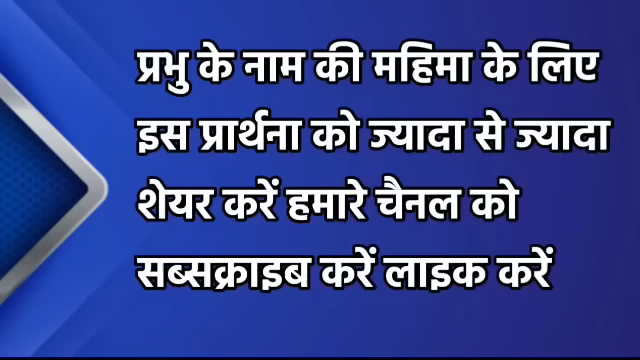 प्रभु के नाम की महिमा के लिए
इस प्रार्थना को ज्यादा से ज्यादा
शेयर करें हमारे चैनल को
सब्सक्राइब करें लाइक करें